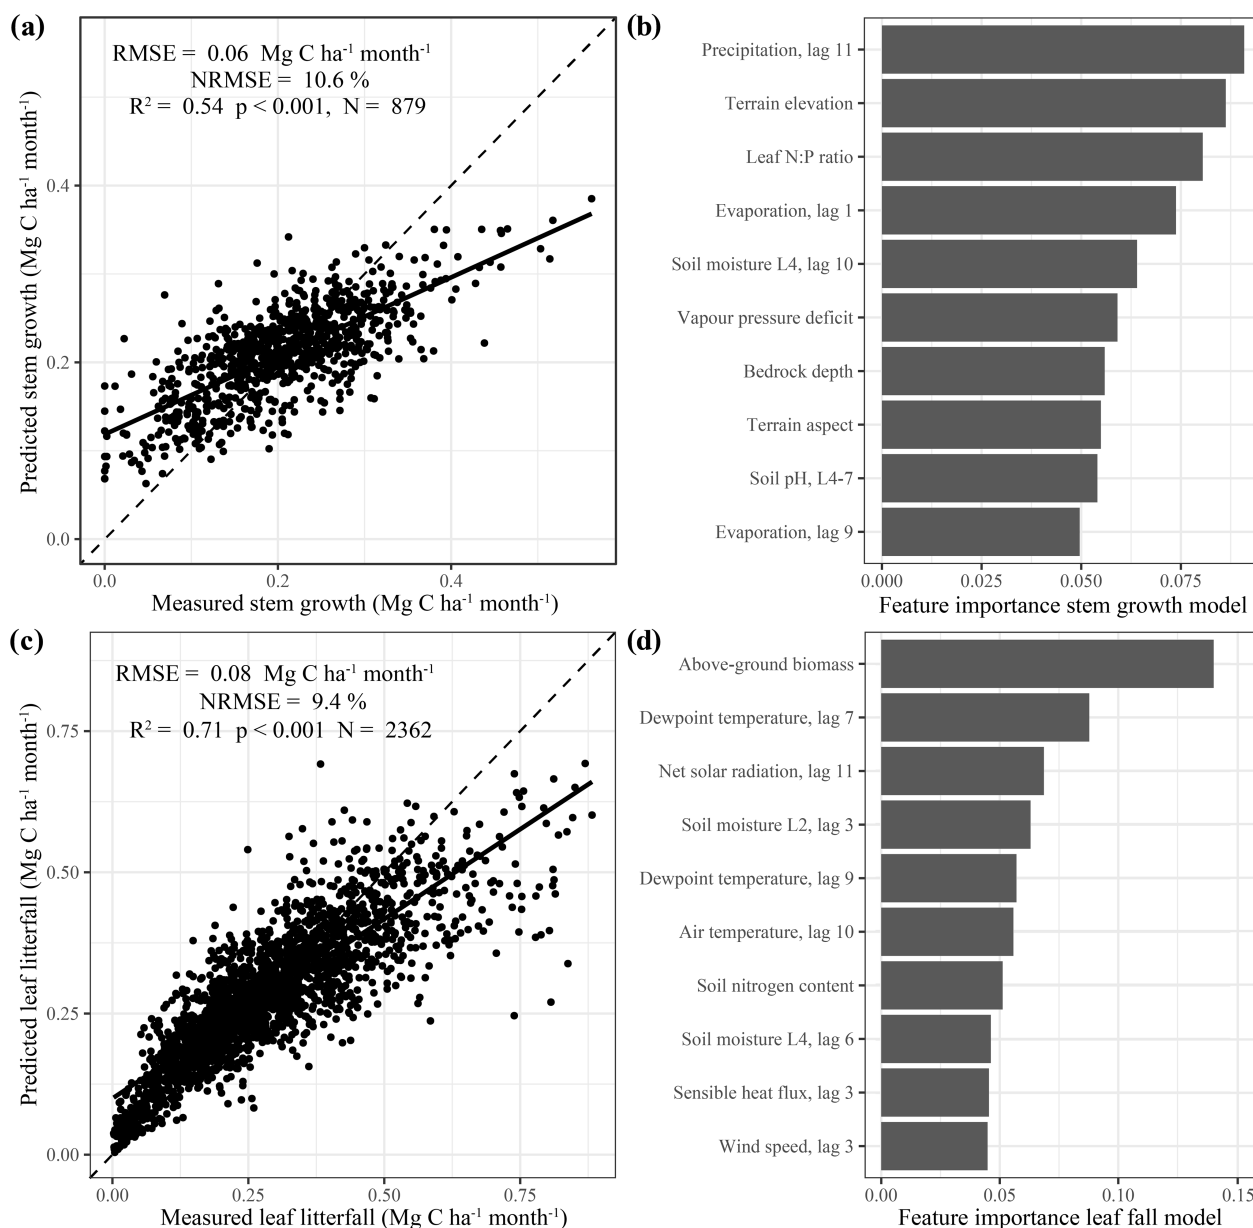 (a)
RMSE = 0.06 Mg C ha⁻¹ month⁻¹
NRMSE = 10.6 %
R² = 0.54 p < 0.001, N = 879
Predicted stem growth (Mg C ha⁻¹ month⁻¹)
0.4
0.2
0.0
0.0 0.2 0.4
Measured stem growth (Mg C ha⁻¹ month⁻¹)
(b)
Precipitation, lag 11
Terrain elevation
Leaf N:P ratio
Evaporation, lag 1
Soil moisture L4, lag 10
Vapour pressure deficit
Bedrock depth
Terrain aspect
Soil pH, L4-7
Evaporation, lag 9
0.000 0.025 0.050 0.075
Feature importance stem growth model
(c)
RMSE = 0.08 Mg C ha⁻¹ month⁻¹
NRMSE = 9.4 %
R² = 0.71 p < 0.001 N = 2362
Predicted leaf litterfall (Mg C ha⁻¹ month⁻¹)
0.75
0.50
0.25
0.00
0.00 0.25 0.50 0.75
Measured leaf litterfall (Mg C ha⁻¹ month⁻¹)
(d)
Above-ground biomass
Dewpoint temperature, lag 7
Net solar radiation, lag 11
Soil moisture L2, lag 3
Dewpoint temperature, lag 9
Air temperature, lag 10
Soil nitrogen content
Soil moisture L4, lag 6
Sensible heat flux, lag 3
Wind speed, lag 3
0.00 0.05 0.10 0.15
Feature importance leaf fall model